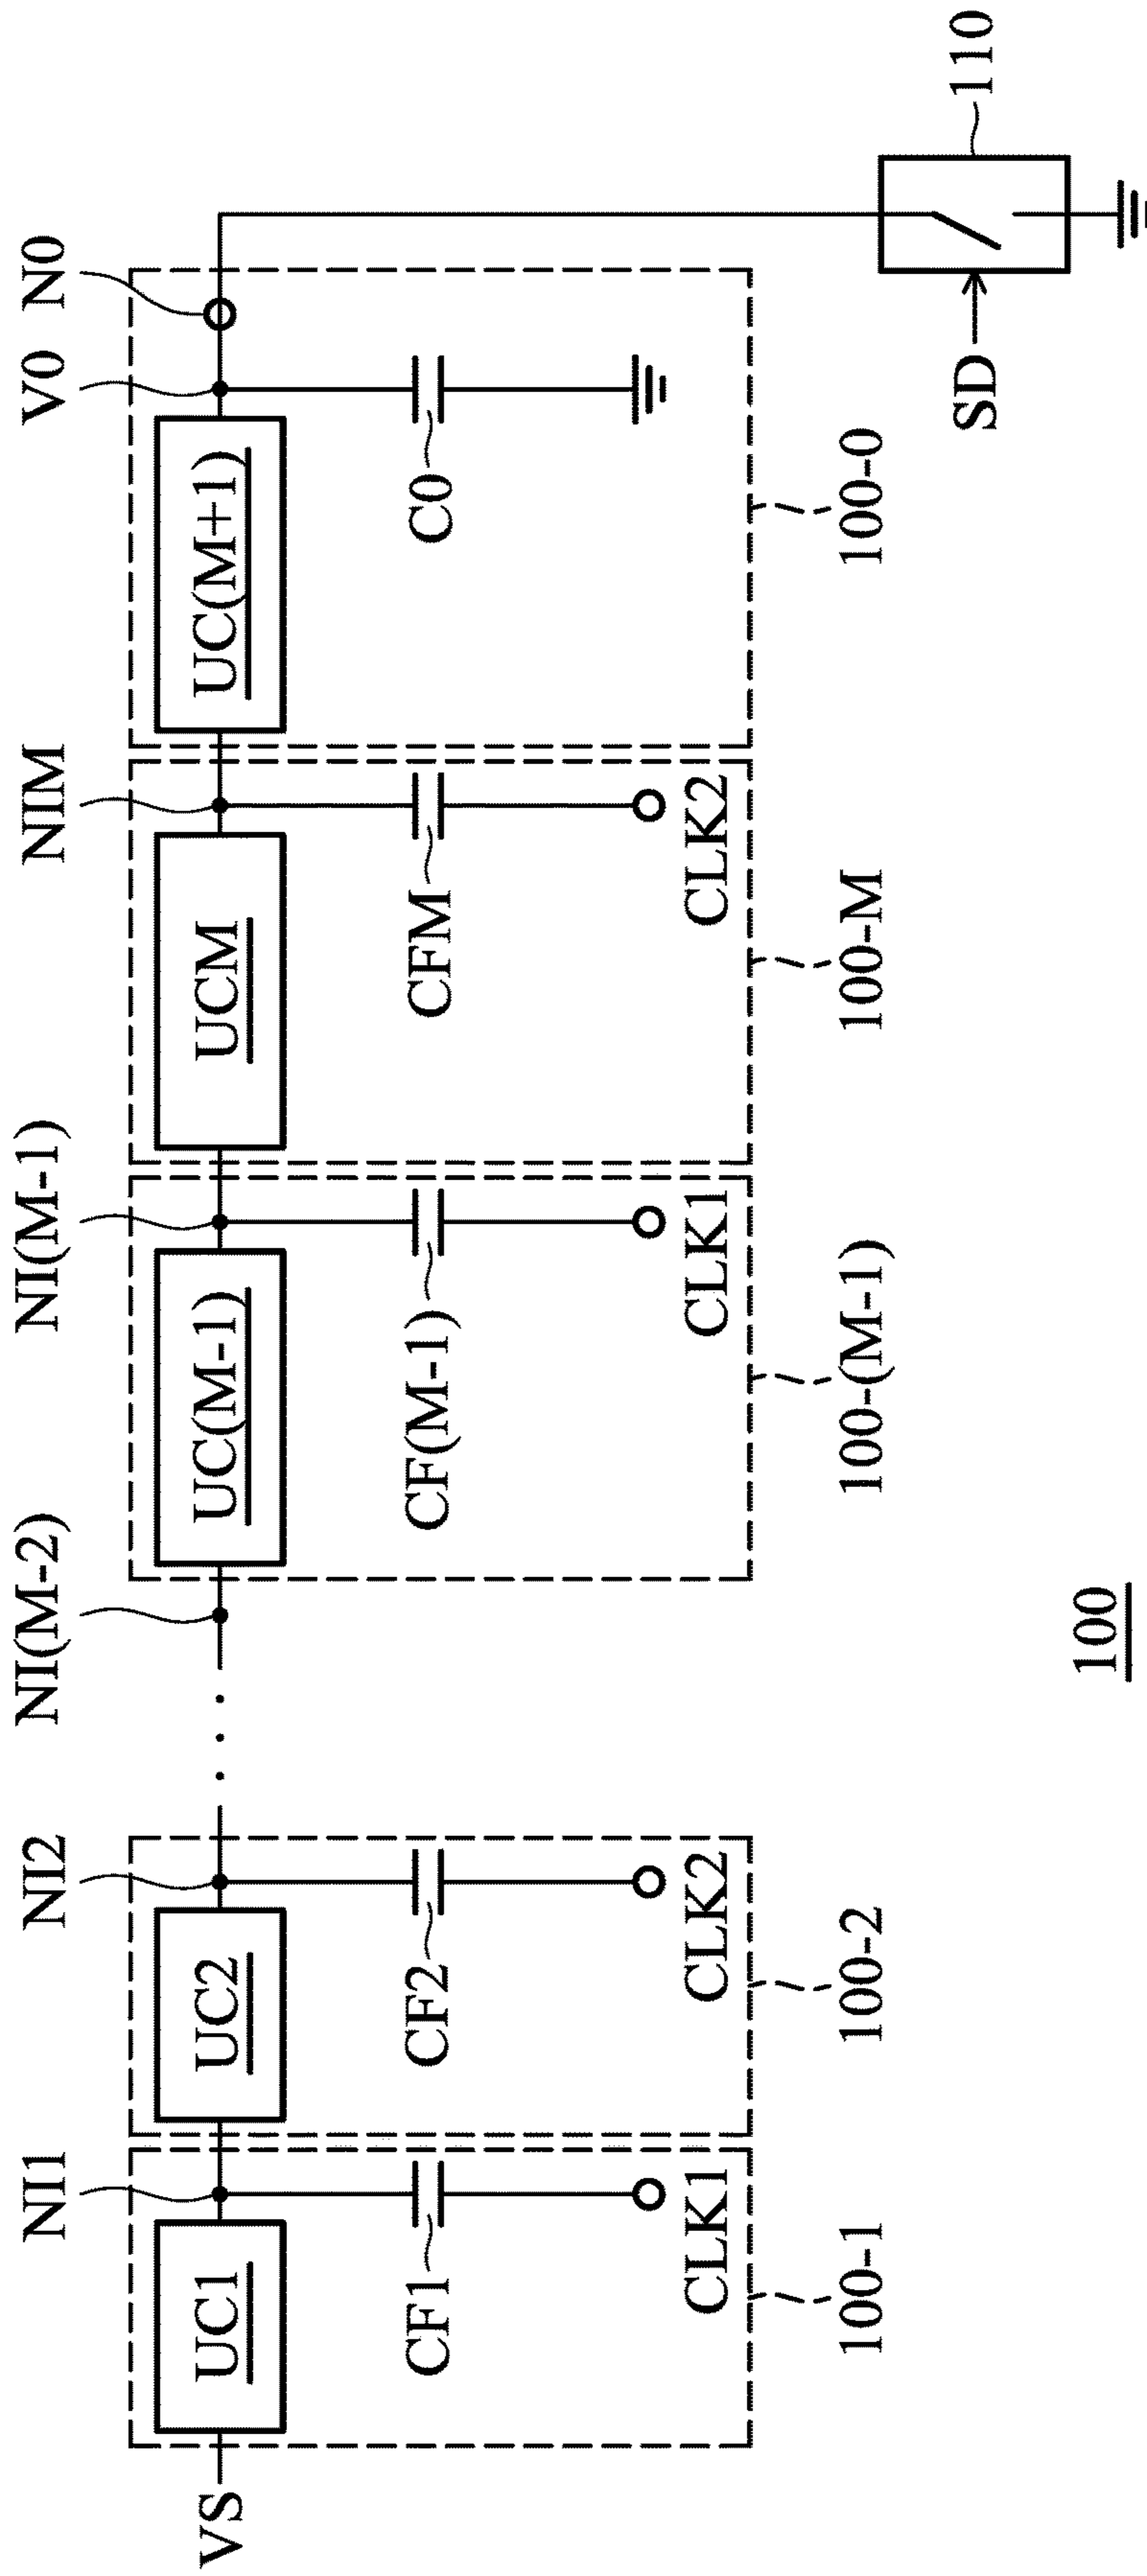 NI1
NI2
NI(M-2)
NI(M-1)
NIM
V0
N0
VS
UC1
UC2
UC(M-1)
UCM
UC(M+1)
CF1
CF2
CF(M-1)
CFM
C0
CLK1
CLK2
CLK1
CLK2
100-1
100-2
100-(M-1)
100-M
100-0
SD
110
100